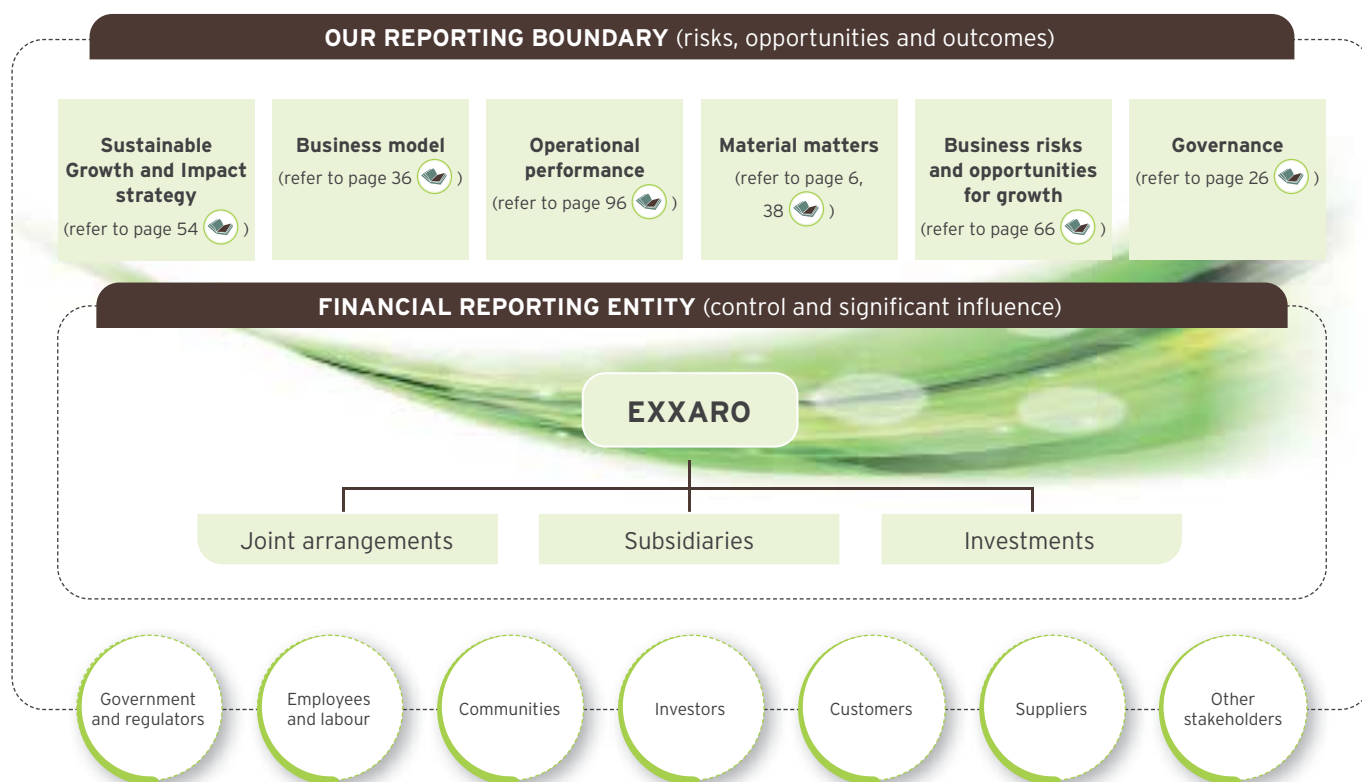 OUR REPORTING BOUNDARY (risks, opportunities and outcomes)
Sustainable
Growth and Impact
strategy
(refer to page 54 )
Business model
(refer to page 36 )
Operational
performance
(refer to page 96 )
Material matters
(refer to page 6,
38 )
Business risks
and opportunities
for growth
(refer to page 66 )
Governance
(refer to page 26 )
FINANCIAL REPORTING ENTITY (control and significant influence)
EXXARO
Joint arrangements
Subsidiaries
Investments
Government
and regulators
Employees
and labour
Communities
Investors
Customers
Suppliers
Other
stakeholders